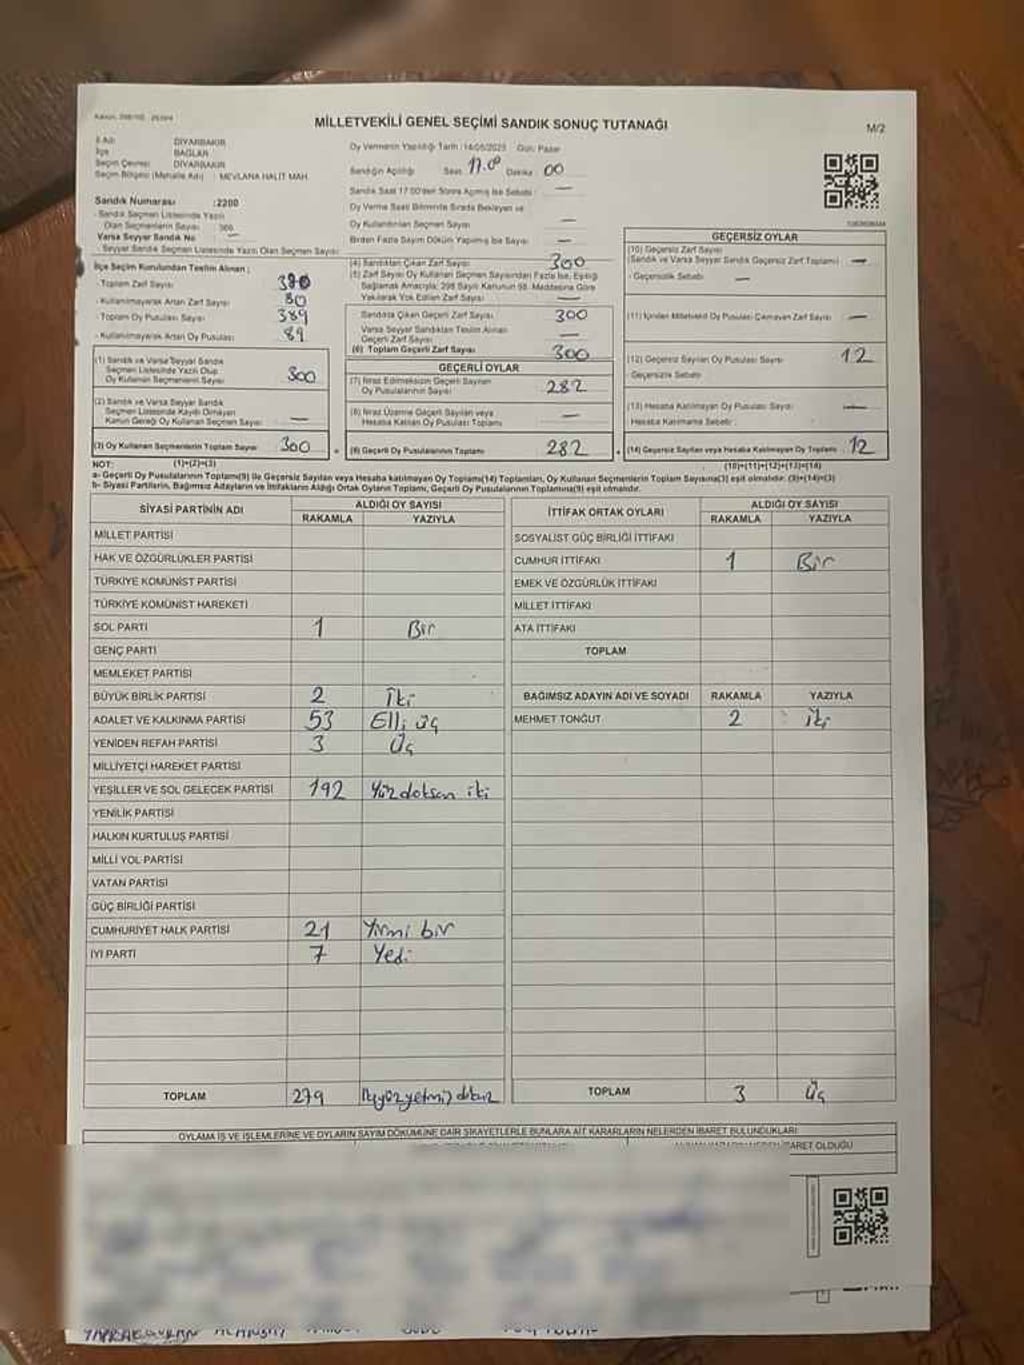 MİLLETVEKİLİ GENEL SEÇİMİ SANDIK SONUÇ TUTANAĞI
M/2
İl Adı : DİYARBAKIR
İlçe : BAĞLAR
Seçim Çevresi : DİYARBAKIR
Seçim Bölgesi (Mahalle Adı) : MEVLANA HALİT MAH.
Sandık Numarası :2200
- Sandık Seçmen Listesinde Yazılı
Olan Seçmenlerin Sayısı
Varsa Seyyar Sandık No —
- Seyyar Sandık Seçmen Listesinde Yazılı Olan Seçmen Sayısı
Oy Vermenin Yapıldığı Tarih : 14/05/2023 Gün: Pazar
Sandığın Açıldığı Saat 17.00 Dakika 00
Sandık Saat 17.00'den Sonra Açılmış İse Sebebi —
Oy Verme Saati Bitiminde Sırada Bekleyen ve
Oy Kullandırılan Seçmen Sayısı —
Birden Fazla Sayım Döküm Yapılmış İse Sayısı —
İlçe Seçim Kurulundan Teslim Alınan :
- Toplam Zarf Sayısı
- Kullanılmayarak Artan Zarf Sayısı 80
- Toplam Oy Pusulası Sayısı 389
- Kullanılmayarak Artan Oy Pusulası Sayısı 89
(1) Sandık ve Varsa Seyyar Sandık
Seçmen Listesinde Yazılı Olup
Oy Kullanan Seçmenlerin Sayısı 300
(2) Sandık ve Varsa Seyyar Sandık
Seçmen Listesinde Kaydı Olmayan
Kanun Gereği Oy Kullanan Seçmen Sayısı —
(3) Oy Kullanan Seçmenlerin Toplam Sayısı 300
(1)+(2)=(3)
(4) Sandıktan Çıkan Zarf Sayısı 300
(5) Zarf Sayısı Oy Kullanan Seçmen Sayısından Fazla İse, Eşitliği
Sağlamak Amacıyla; 298 Sayılı Kanunun 98. Maddesine Göre
Yakılarak Yok Edilen Zarf Sayısı —
Sandıkta Çıkan Geçerli Zarf Sayısı 300
Varsa Seyyar Sandıktan Teslim Alınan
Geçerli Zarf Sayısı —
(6) Toplam Geçerli Zarf Sayısı 300
GEÇERLİ OYLAR
(7) İtiraz Edilmeksizin Geçerli Sayılan
Oy Pusulalarının Sayısı 282
(8) İtiraz Üzerine Geçerli Sayılan veya
Hesaba Katılan Oy Pusulası Toplamı —
(9) Geçerli Oy Pusulalarının Toplamı 282
GEÇERSİZ OYLAR
(10) Geçersiz Zarf Sayısı
(Sandık ve Varsa Seyyar Sandık Geçersiz Zarf Toplamı) —
- Geçersizlik Sebebi —
(11) İçinden Milletvekili Oy Pusulası Çıkmayan Zarf Sayısı —
(12) Geçersiz Sayılan Oy Pusulası Sayısı 12
- Geçersizlik Sebebi
(13) Hesaba Katılmayan Oy Pusulası Sayısı —
Hesaba Katılmama Sebebi
(14) Geçersiz Sayılan veya Hesaba Katılmayan Oy Toplamı 12
(10)+(11)+(12)+(13)=(14)
NOT:
a- Geçerli Oy Pusulalarının Toplamı(9) ile Geçersiz Sayılan veya Hesaba katılmayan Oy Toplamı(14) Toplamları, Oy Kullanan Seçmenlerin Toplam Sayısına(3) eşit olmalıdır. (9)+(14)=(3)
b- Siyasi Partilerin, Bağımsız Adayların ve İttifakların Aldığı Ortak Oyların Toplamı, Geçerli Oy Pusulalarının Toplamına(9) eşit olmalıdır.
SİYASİ PARTİNİN ADI ALDIĞI OY SAYISI
RAKAMLA YAZIYLA
MİLLET PARTİSİ
HAK VE ÖZGÜRLÜKLER PARTİSİ
TÜRKİYE KOMÜNİST PARTİSİ
TÜRKİYE KOMÜNİST HAREKETİ
SOL PARTİ 1 Bir
GENÇ PARTİ
MEMLEKET PARTİSİ
BÜYÜK BİRLİK PARTİSİ 2 İki
ADALET VE KALKINMA PARTİSİ 53 Elli üç
YENİDEN REFAH PARTİSİ 3 Üç
MİLLİYETÇİ HAREKET PARTİSİ
YEŞİLLER VE SOL GELECEK PARTİSİ 192 Yüz doksan iki
YENİLİK PARTİSİ
HALKIN KURTULUŞ PARTİSİ
MİLLİ YOL PARTİSİ
VATAN PARTİSİ
GÜÇ BİRLİĞİ PARTİSİ
CUMHURİYET HALK PARTİSİ 21 Yirmi bir
İYİ PARTİ 7 Yedi
TOPLAM 279 İkiyüzyetmiş dokuz
İTTİFAK ORTAK OYLARI ALDIĞI OY SAYISI
RAKAMLA YAZIYLA
SOSYALİST GÜÇ BİRLİĞİ İTTİFAKI
CUMHUR İTTİFAKI 1 Bir
EMEK VE ÖZGÜRLÜK İTTİFAKI
MİLLET İTTİFAKI
ATA İTTİFAKI
TOPLAM
BAĞIMSIZ ADAYIN ADI VE SOYADI RAKAMLA YAZIYLA
MEHMET TONĞUT 2 iki
TOPLAM 3 Üç
OYLAMA İŞ VE İŞLEMLERİNE VE OYLARIN SAYIM DÖKÜMÜNE DAİR ŞİKAYETLERLE BUNLARA AİT KARARLARIN NELERDEN İBARET BULUNDUKLARI
İBARET OLDUĞU